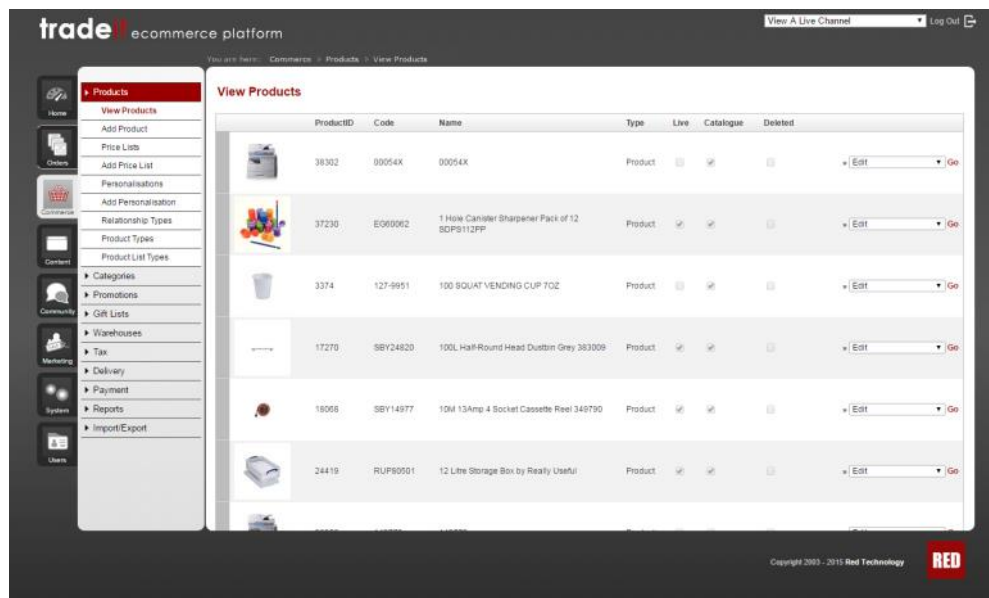 tradeit ecommerce platform
View A Live Channel
Log Out
You are here: Commerce > Products > View Products
Home
Orders
Commerce
Content
Community
Marketing
System
Users
Products
View Products
Add Product
Price Lists
Add Price List
Personalisations
Add Personalisation
Relationship Types
Product Types
Product List Types
Categories
Promotions
Gift Lists
Warehouses
Tax
Delivery
Payment
Reports
Import/Export
View Products
ProductID Code Name Type Live Catalogue Deleted
38302 00054X 00054X Product » Edit Go
37230 EG60062 1 Hole Canister Sharpener Pack of 12
SDPS112PP Product » Edit Go
3374 127-9951 100 SQUAT VENDING CUP 7OZ Product » Edit Go
17270 SBY24820 100L Half-Round Head Dustbin Grey 383009 Product » Edit Go
18068 SBY14977 10M 13Amp 4 Socket Cassette Reel 349790 Product » Edit Go
24419 RUP80501 12 Litre Storage Box by Really Useful Product » Edit Go
Copyright 2003 - 2015 Red Technology
RED